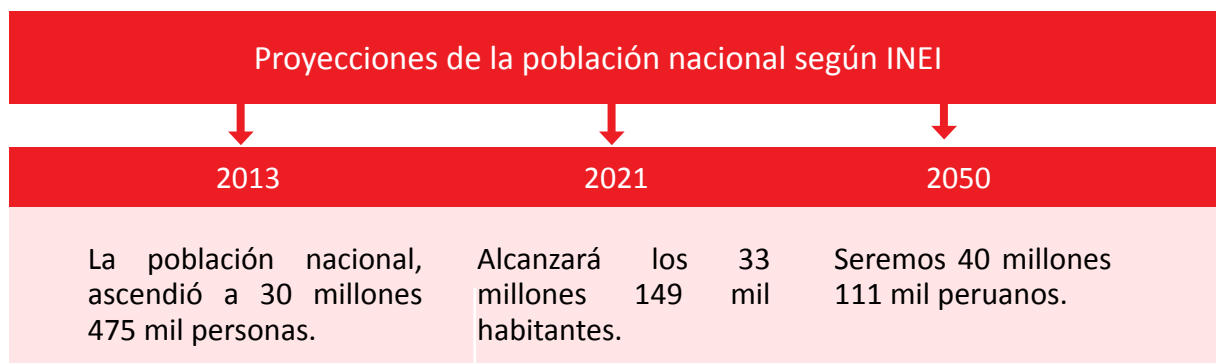 Proyecciones de la población nacional según INEI
2013
2021
2050
La población nacional,
ascendió a 30 millones
475 mil personas.
Alcanzará los 33
millones 149 mil
habitantes.
Seremos 40 millones
111 mil peruanos.